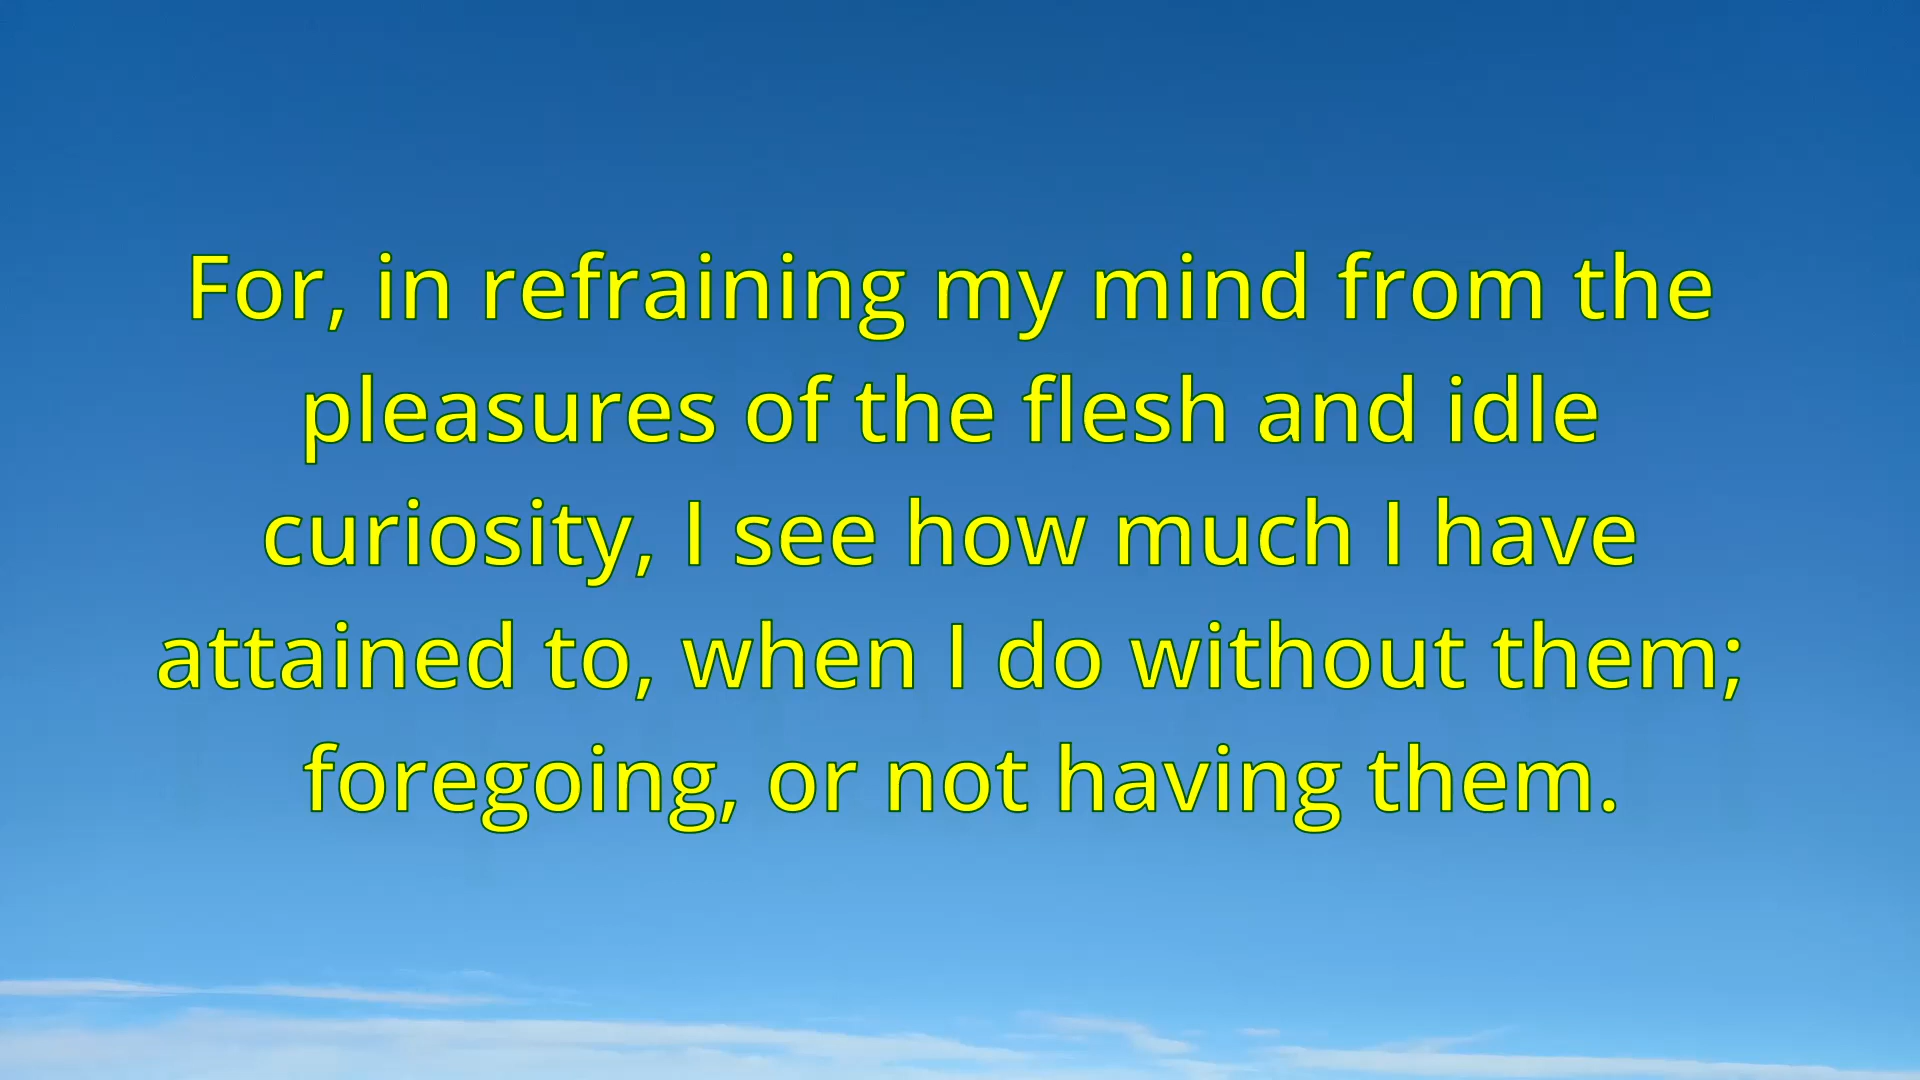 For, in refraining my mind from the
pleasures of the flesh and idle
curiosity, I see how much I have
attained to, when I do without them;
foregoing, or not having them.